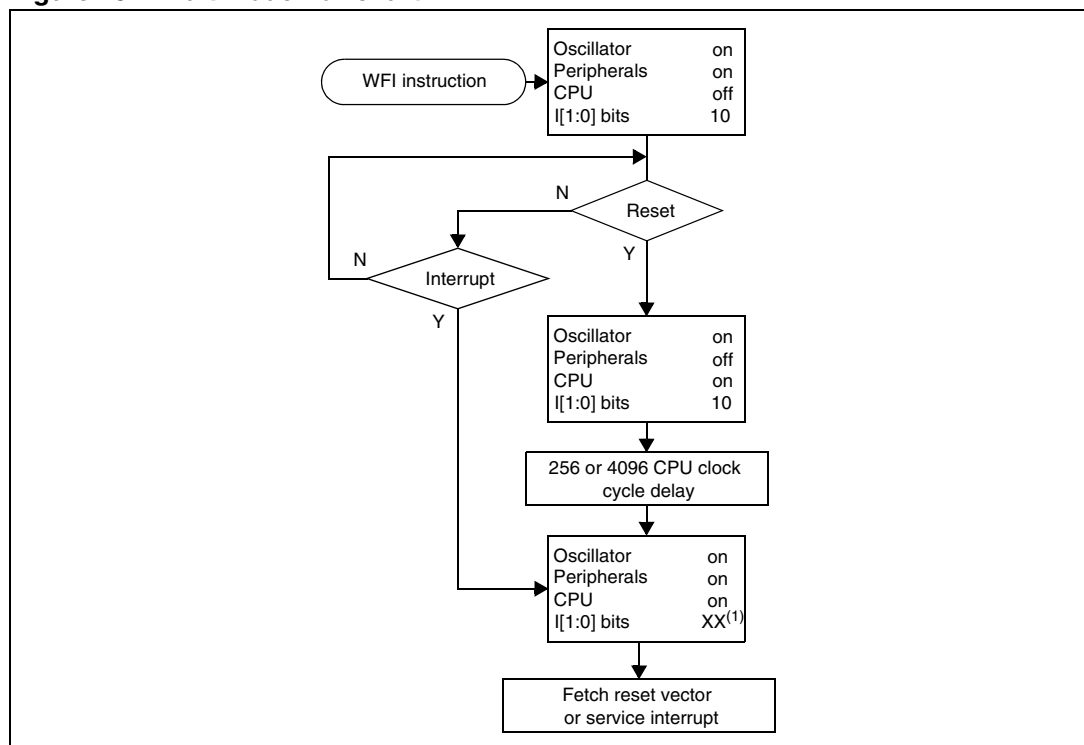 WFI instruction
Oscillator on
Peripherals on
CPU off
I[1:0] bits 10
N
Reset
Y
N
Interrupt
Y
Oscillator on
Peripherals off
CPU on
I[1:0] bits 10
256 or 4096 CPU clock
cycle delay
Oscillator on
Peripherals on
CPU on
I[1:0] bits XX(1)
Fetch reset vector
or service interrupt